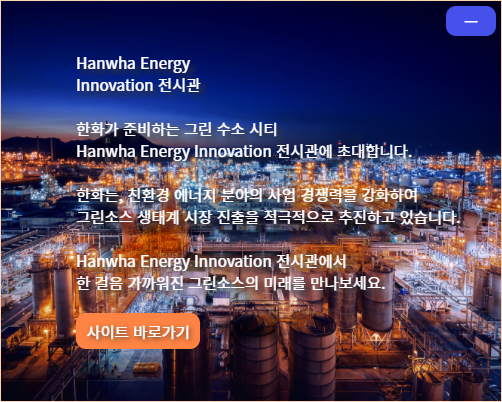 Hanwha Energy
Innovation 전시관
한화가 준비하는 그린 수소 시티
Hanwha Energy Innovation 전시관에 초대합니다.
한화는, 친환경 에너지 분야의 사업 경쟁력을 강화하여
그린소스 생태계 시장 진출을 적극적으로 추진하고 있습니다.
Hanwha Energy Innovation 전시관에서
한 걸음 가까워진 그린소스의 미래를 만나보세요.
사이트 바로가기